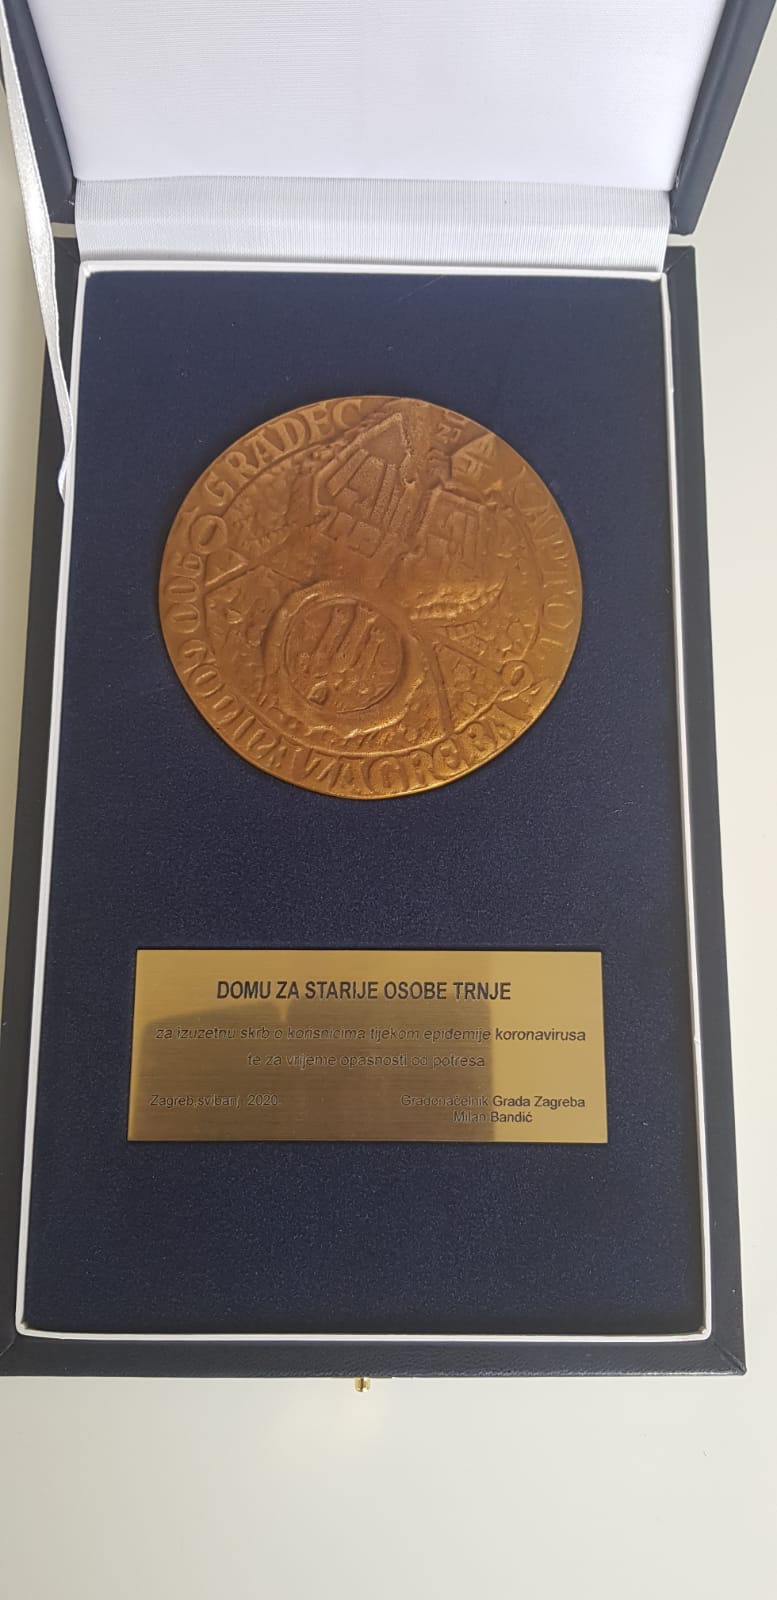 GRADEC
KAPTOL
900 GODINA ZAGREBA
DOMU ZA STARIJE OSOBE TRNJE
za izuzetnu skrb o korisnicima tijekom epidemije koronavirusa
te za vrijeme opasnosti od potresa
Zagreb,svibanj 2020.
Gradonačelnik Grada Zagreba
Milan Bandić